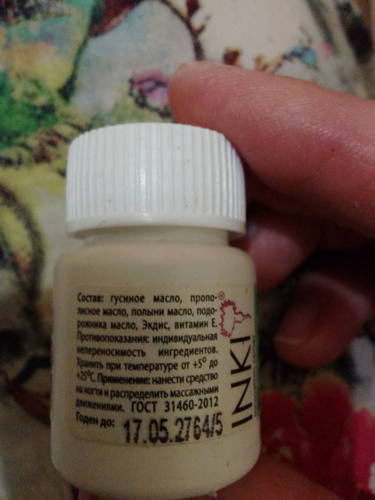 Состав: гусиное масло, пропо-
лисное масло, полыни масло, подо-
рожника масло, Экдис, витамин Е.
Противопоказания: индивидуальная
непереносимость ингредиентов.
Хранить при температуре от +5° до
+25°С. Применение: нанести средство
на ногти и распределить массажными
движениями. ГОСТ 31460-2012
Годен до: 17.05.2764/5
INKI